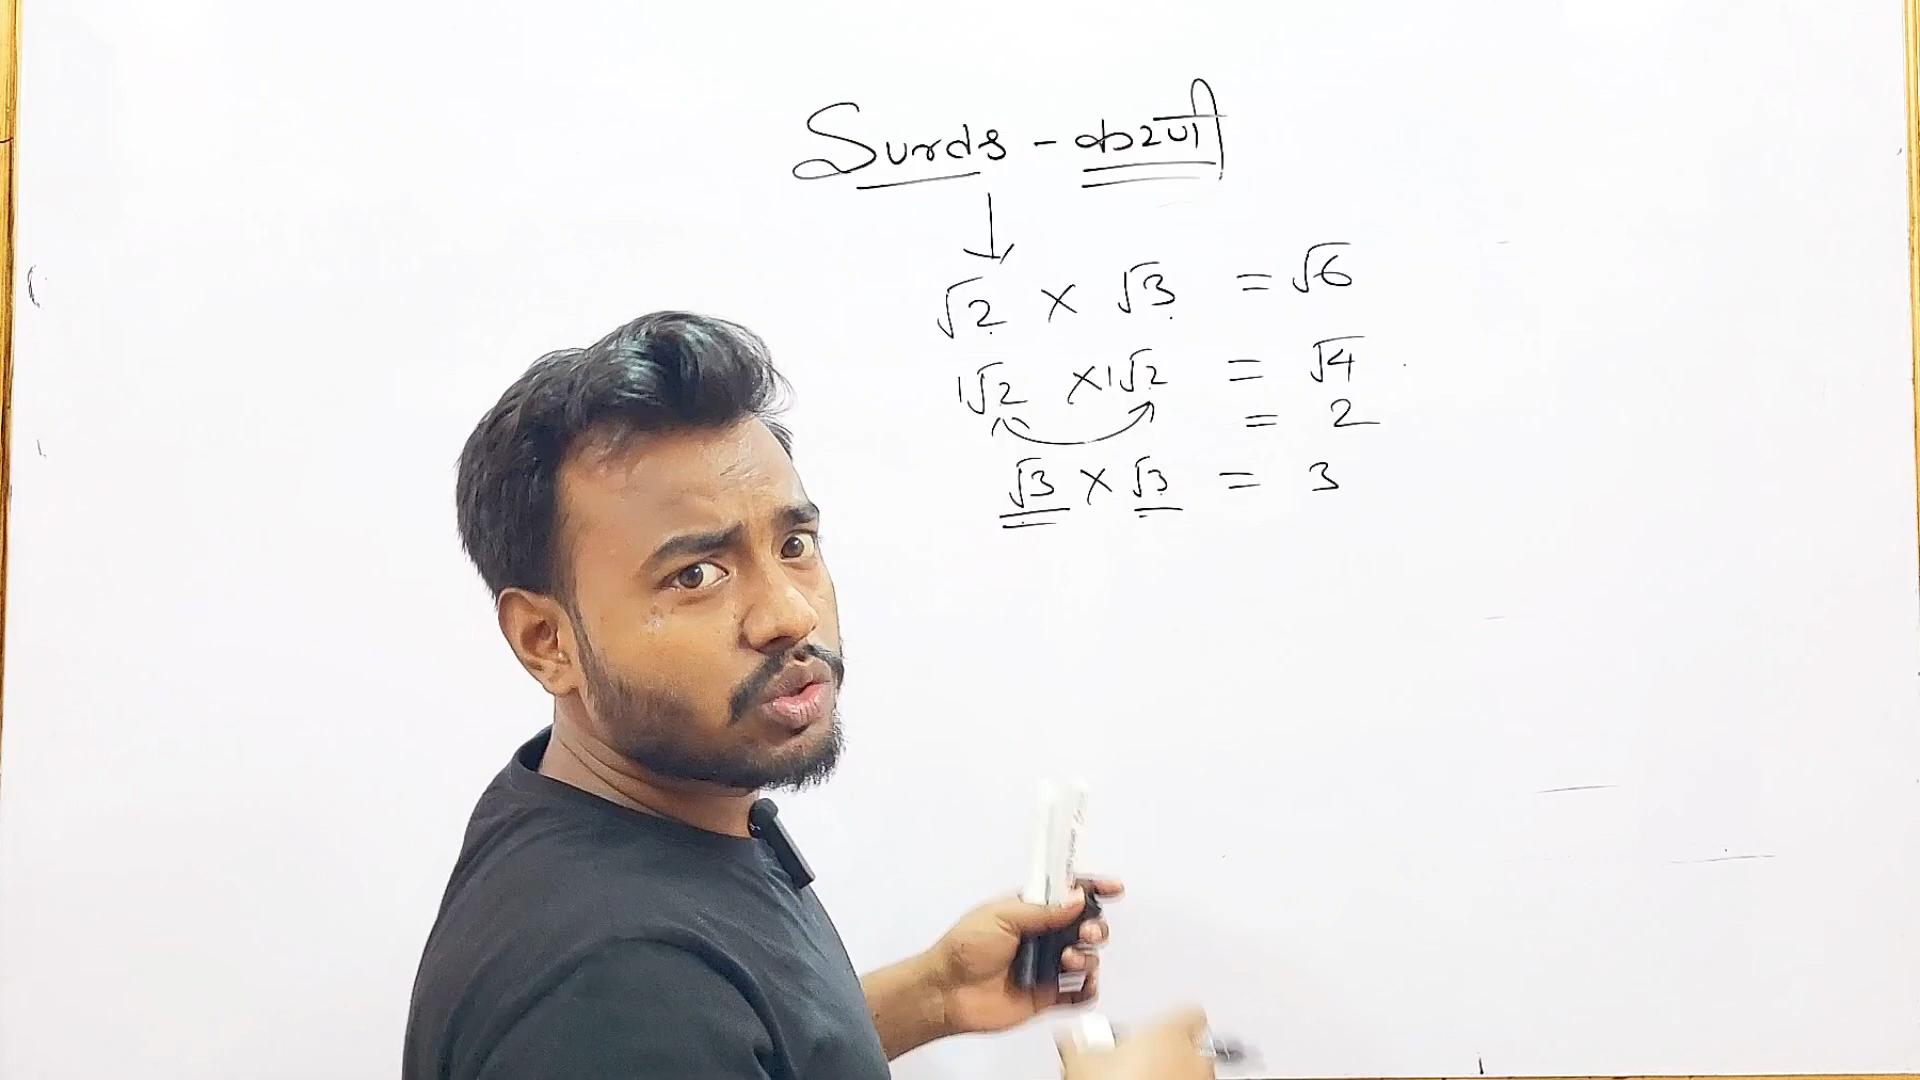 Surds - करणी
√2 × √3 = √6
1√2 ×1√2 = √4
= 2
√3 × √3 = 3